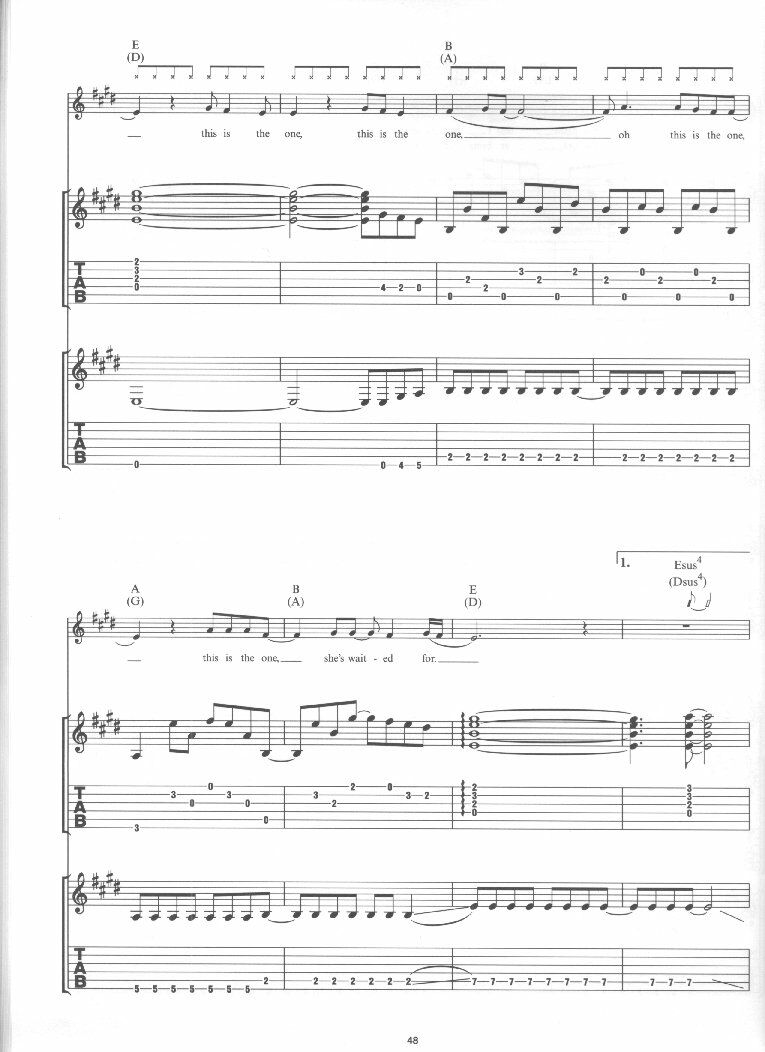 E B
(D) (A)
this is the one, this is the one. oh this is the one,
T 2 3 2 0 4 2 0 0 2 2 0 3 2 0 2 2 0 0 2 0 0 2 0
A
B
T
A
B 0 0 4 5 2 2 2 2 2 2 2 2 2 2 2 2 2 2 2
1. Esus4
A B E (Dsus4)
(G) (A) (D)
this is the one, she's wait - ed for.
T 3 3 0 0 3 0 0 3 2 2 0 3 2 2 3 2 0 3 3 2 0
A
B
T
A
B 5 5 5 5 5 5 5 2 2 2 2 2 2 2 7 7 7 7 7 7 7 7 7 7 7
48